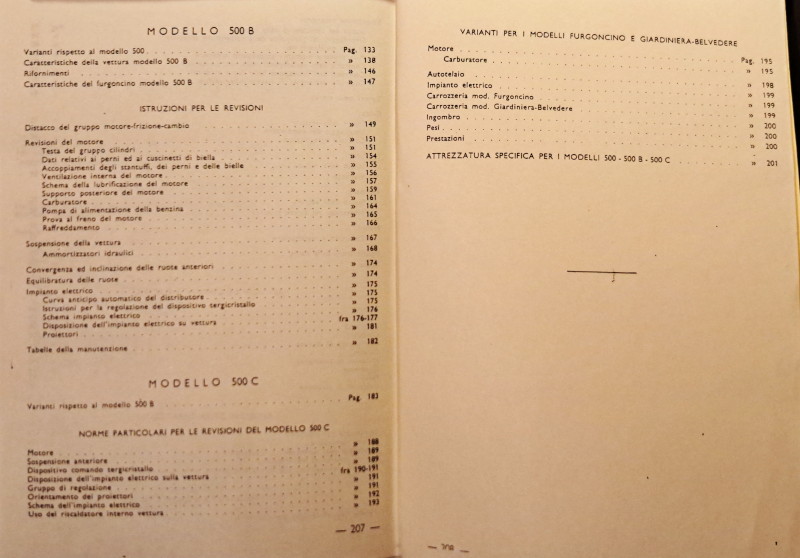 MODELLO 500 B
Varianti rispetto al modello 500 . . . Pag. 133
Caratteristiche della vettura modello 500 B . . . » 138
Rifornimenti . . . » 146
Caratteristiche del furgoncino modello 500 B . . . » 147
ISTRUZIONI PER LE REVISIONI
Distacco del gruppo motore-frizione-cambio . . . » 149
Revisioni del motore . . . » 151
Testa del gruppo cilindri . . . » 151
Dati relativi ai perni ed ai cuscinetti di biella . . . » 154
Accoppiamenti degli stantuffi, dei perni e delle bielle . . . » 155
Ventilazione interna del motore . . . » 156
Schema della lubrificazione del motore . . . » 157
Supporto posteriore del motore . . . » 159
Carburatore . . . » 161
Pompa di alimentazione della benzina . . . » 164
Prova al freno del motore . . . » 165
Raffreddamento . . . » 166
Sospensione della vettura . . . » 167
Ammortizzatori idraulici . . . » 168
Convergenza ed inclinazione delle ruote anteriori . . . » 174
Equilibratura delle ruote . . . » 174
Impianto elettrico . . . » 175
Curva anticipo automatico del distributore . . . » 175
Istruzioni per la regolazione del dispositivo tergicristallo . . . » 175
Schema impianto elettrico . . . » 176
Disposizione dell'impianto elettrico su vettura . . . fra 176-177
Proiettori . . . » 181
Tabelle della manutenzione . . . » 182
MODELLO 500 C
Varianti rispetto al modello 500 B . . . Pag. 183
NORME PARTICOLARI PER LE REVISIONI DEL MODELLO 500 C
Motore . . . » 188
Sospensione anteriore . . . » 189
Dispositivo comando tergicristallo . . . » 189
Disposizione dell'impianto elettrico sulla vettura . . . fra 190-191
Gruppo di regolazione . . . » 191
Orientamento dei proiettori . . . » 191
Schema dell'impianto elettrico . . . » 192
Uso del riscaldatore interno vettura . . . » 193
— 207 —
VARIANTI PER I MODELLI FURGONCINO E GIARDINIERA-BELVEDERE
Motore
Carburatore . . . Pag. 195
Autotelaio . . . » 195
Impianto elettrico . . . » 198
Carrozzeria mod. Furgoncino . . . » 199
Carrozzeria mod. Giardiniera-Belvedere . . . » 199
Ingombro . . . » 199
Pesi . . . » 200
Prestazioni . . . » 200
ATTREZZATURA SPECIFICA PER I MODELLI 500 - 500 B - 500 C . . . » 201
— 208 —